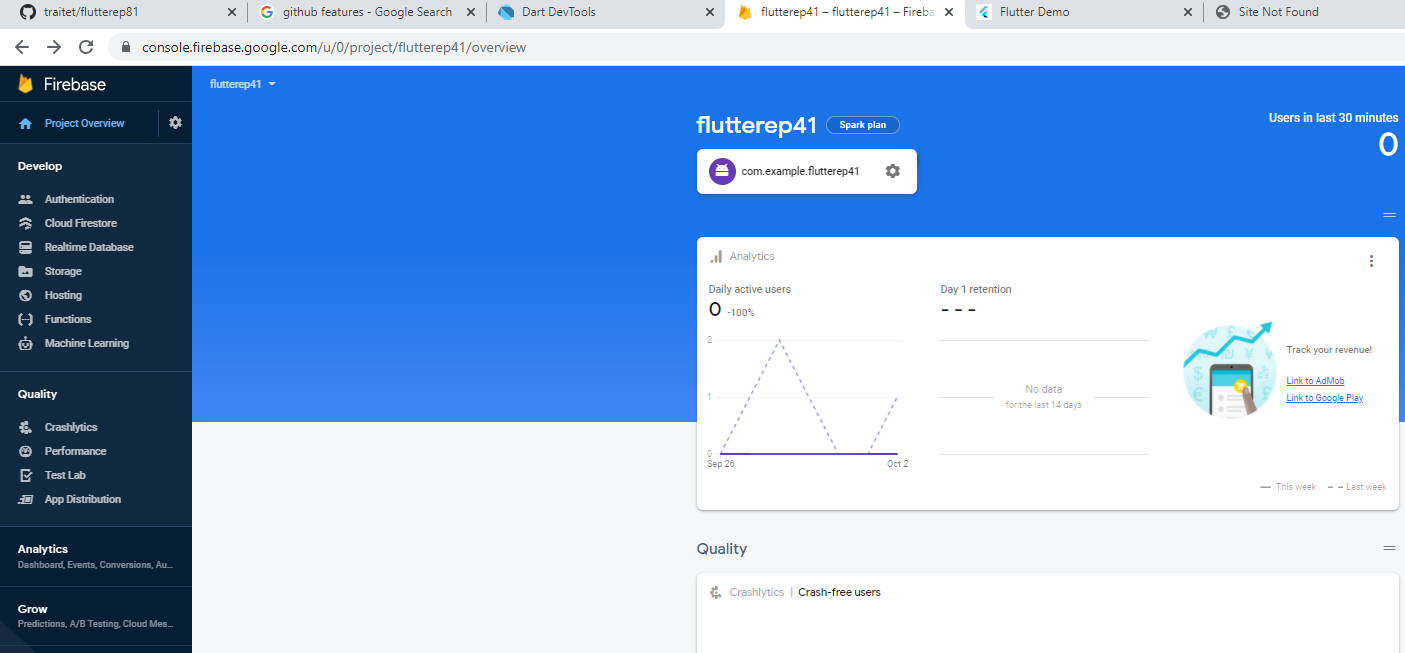 traitet/flutterep81
github features - Google Search
Dart DevTools
flutterep41 – flutterep41 – Fireba
Flutter Demo
Site Not Found
console.firebase.google.com/u/0/project/flutterep41/overview
Firebase
Project Overview
Develop
Authentication
Cloud Firestore
Realtime Database
Storage
Hosting
Functions
Machine Learning
Quality
Crashlytics
Performance
Test Lab
App Distribution
Analytics
Dashboard, Events, Conversions, Au...
Grow
Predictions, A/B Testing, Cloud Mes...
flutterep41
flutterep41 Spark plan
com.example.flutterep41
Users in last 30 minutes
0
Analytics
Daily active users
0 -100%
2
1
0
Sep 26 Oct 2
Day 1 retention
- - -
No data
for the last 14 days
Track your revenue!
Link to AdMob
Link to Google Play
This week Last week
Quality
Crashlytics | Crash-free users